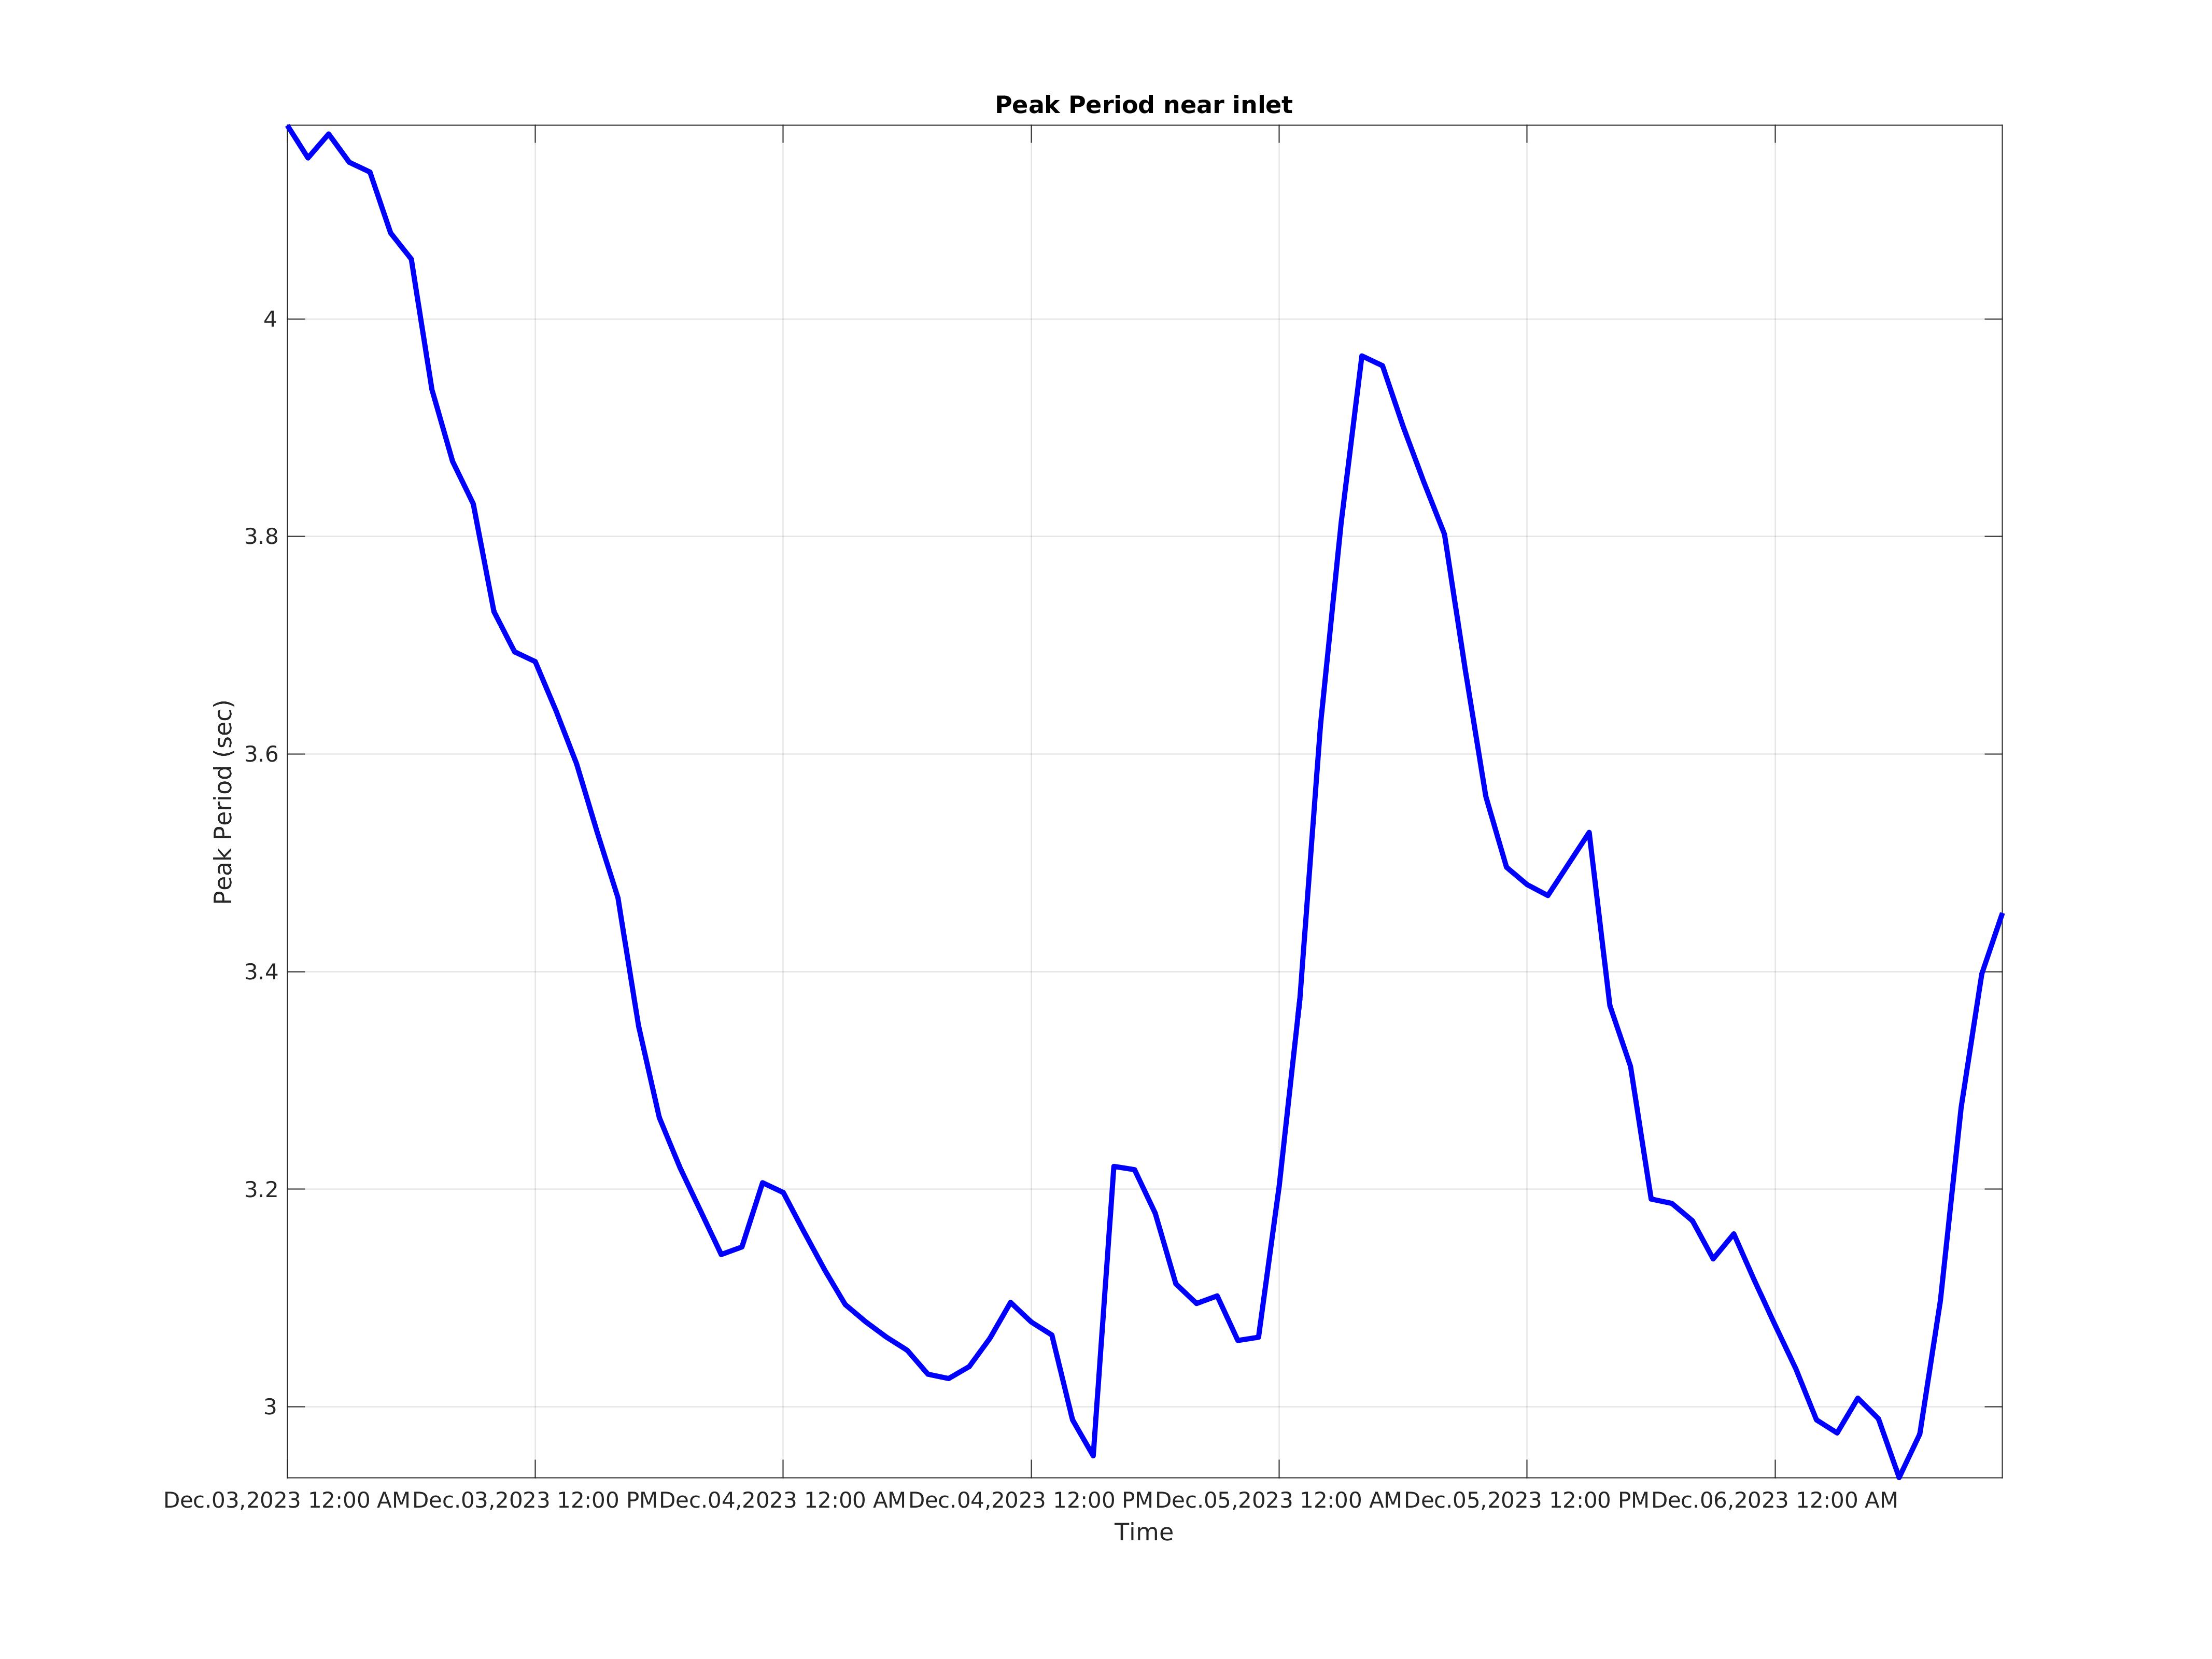 Peak Period near inlet
Peak Period (sec)
4
3.8
3.6
3.4
3.2
3
Dec.03,2023 12:00 AM Dec.03,2023 12:00 PM Dec.04,2023 12:00 AM Dec.04,2023 12:00 PM Dec.05,2023 12:00 AM Dec.05,2023 12:00 PM Dec.06,2023 12:00 AM
Time